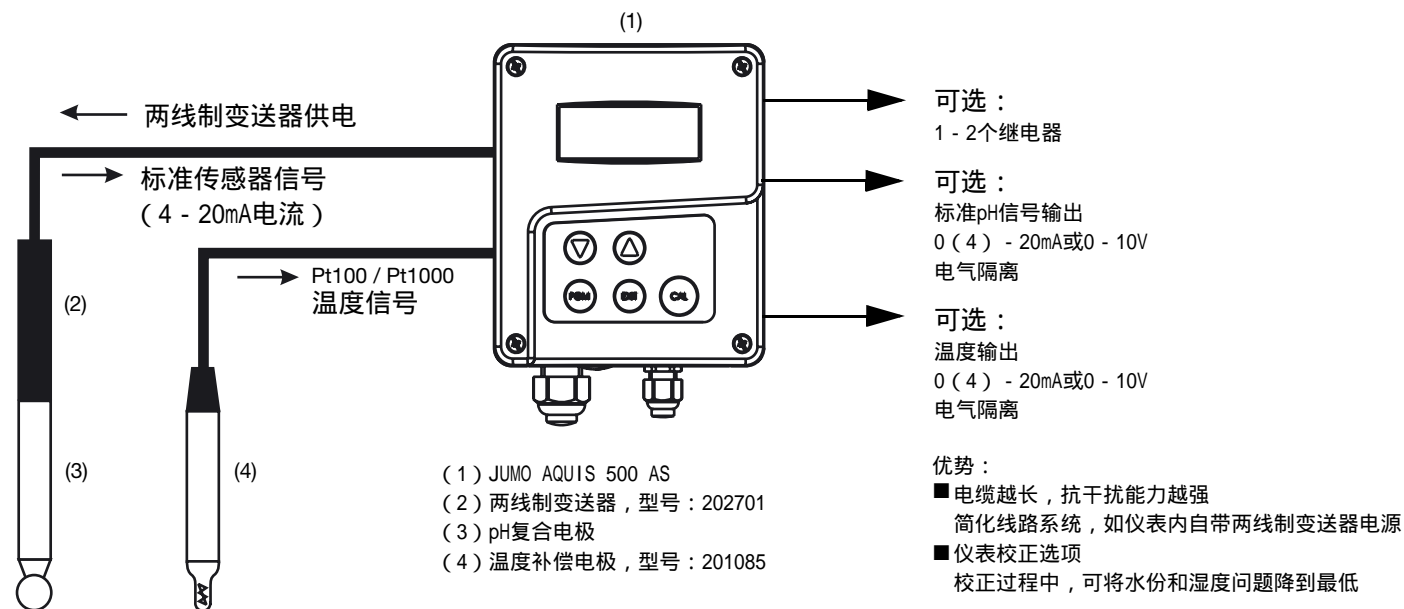 (1)
两线制变送器供电
标准传感器信号
（4 - 20mA电流）
Pt100 / Pt1000
温度信号
(2)
(3)
(4)
PGM
EXIT
CAL
可选：
1 - 2个继电器
可选：
标准pH信号输出
0（4） - 20mA或0 - 10V
电气隔离
可选：
温度输出
0（4） - 20mA或0 - 10V
电气隔离
（1）JUMO AQUIS 500 AS
（2）两线制变送器，型号：202701
（3）pH复合电极
（4）温度补偿电极，型号：201085
优势：
■ 电缆越长，抗干扰能力越强
简化线路系统，如仪表内自带两线制变送器电源
■ 仪表校正选项
校正过程中，可将水份和湿度问题降到最低